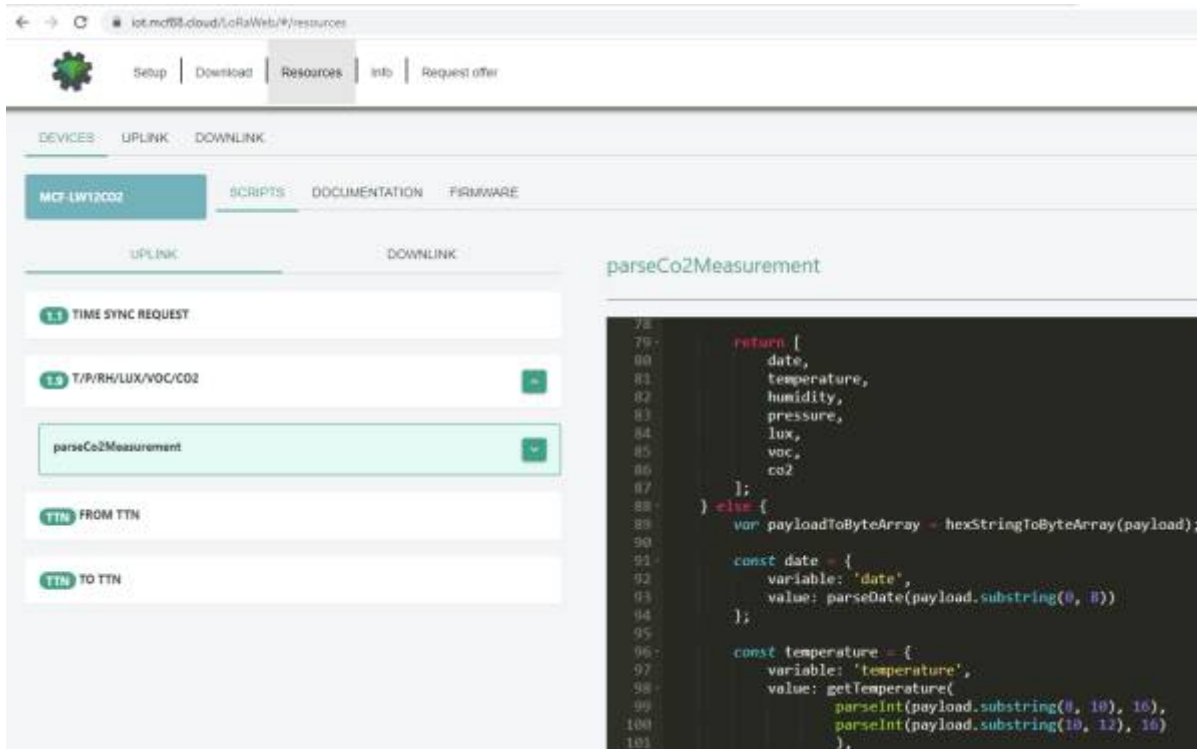 iot.mcf88.cloud/LoRaWeb/#/resources
Setup Download Resources Info Request offer
DEVICES UPLINK DOWNLINK
MCF-LW12CO2 SCRIPTS DOCUMENTATION FIRMWARE
UPLINK DOWNLINK
1.1 TIME SYNC REQUEST
1.9 T/P/RH/LUX/VOC/CO2
parseCo2Measurement
TTN FROM TTN
TTN TO TTN
parseCo2Measurement
78
79 return [
80 date,
81 temperature,
82 humidity,
83 pressure,
84 lux,
85 voc,
86 co2
87 ];
88 } else {
89 var payloadToByteArray = hexStringToByteArray(payload);
90
91 const date = {
92 variable: 'date',
93 value: parseDate(payload.substring(0, 8))
94 };
95
96 const temperature = {
97 variable: 'temperature',
98 value: getTemperature(
99 parseInt(payload.substring(8, 10), 16),
100 parseInt(payload.substring(10, 12), 16)
101 ),